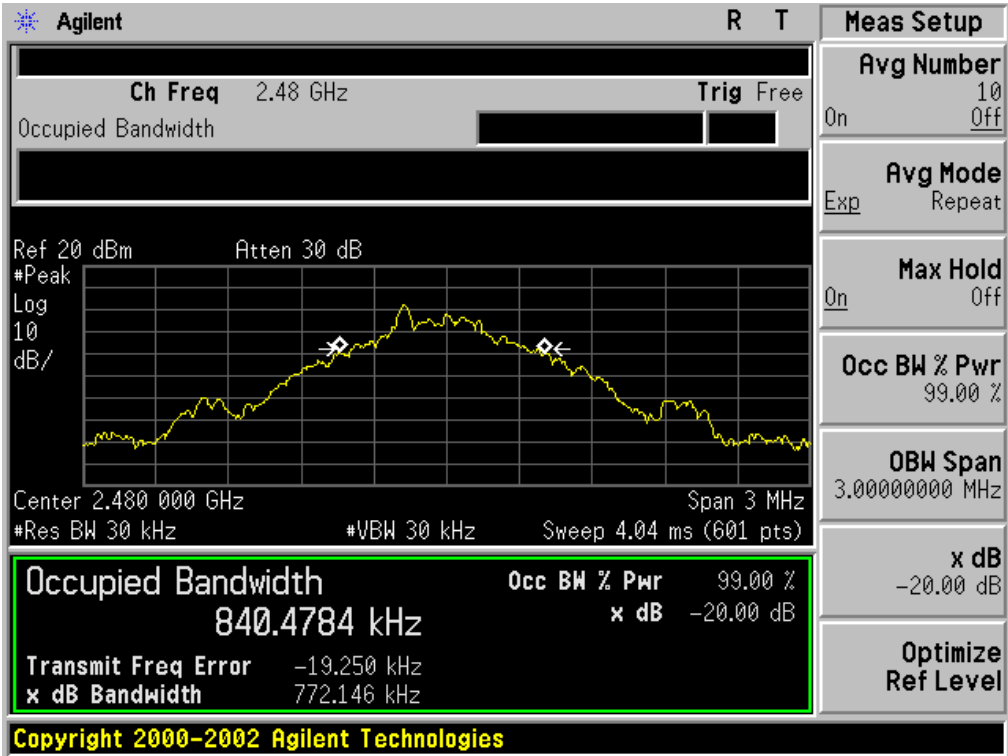 Agilent R T
Ch Freq 2.48 GHz Trig Free
Occupied Bandwidth
Ref 20 dBm Atten 30 dB
#Peak
Log
10
dB/
Center 2.480 000 GHz Span 3 MHz
#Res BW 30 kHz #VBW 30 kHz Sweep 4.04 ms (601 pts)
Occupied Bandwidth Occ BW % Pwr 99.00 %
840.4784 kHz x dB -20.00 dB
Transmit Freq Error -19.250 kHz
x dB Bandwidth 772.146 kHz
Copyright 2000-2002 Agilent Technologies
Meas Setup
Avg Number
10
On Off
Avg Mode
Exp Repeat
Max Hold
On Off
Occ BW % Pwr
99.00 %
OBW Span
3.00000000 MHz
x dB
-20.00 dB
Optimize
Ref Level